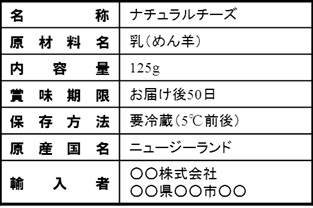 名称 ナチュラルチーズ
原材料名 乳（めん羊）
内容量 125g
賞味期限 お届け後50日
保存方法 要冷蔵（5℃前後）
原産国名 ニュージーランド
輸入者 〇〇株式会社
〇〇県〇〇市〇〇